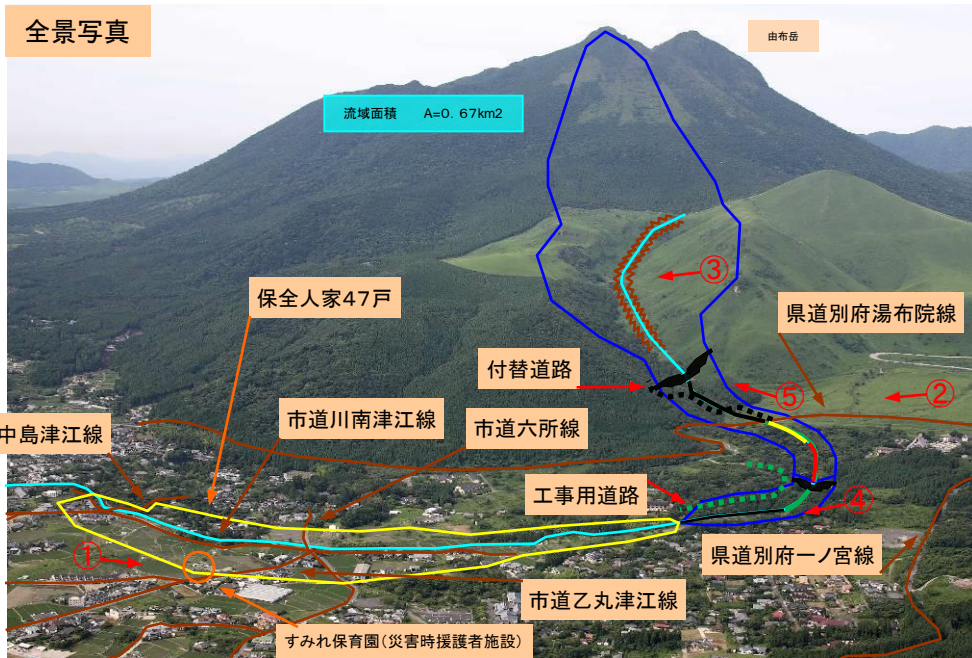 全景写真
由布岳
流域面積　A=0．67km2
③
保全人家47戸
県道別府湯布院線
付替道路
⑤
②
中島津江線
市道川南津江線
市道六所線
工事用道路
④
①
県道別府一ノ宮線
市道乙丸津江線
すみれ保育園（災害時援護者施設）